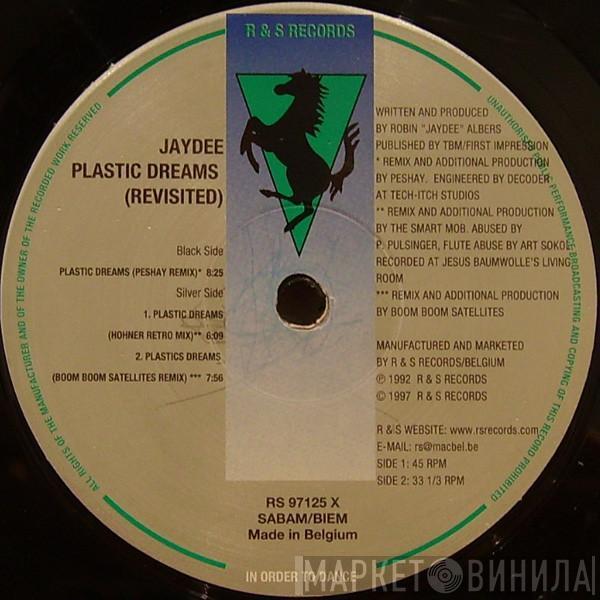 R & S RECORDS
JAYDEE
PLASTIC DREAMS
(REVISITED)
Black Side
PLASTIC DREAMS (PESHAY REMIX)* 8:25
Silver Side
1. PLASTIC DREAMS
(HOHNER RETRO MIX)** 6:09
2. PLASTICS DREAMS
(BOOM BOOM SATELLITES REMIX) *** 7:56
WRITTEN AND PRODUCED
BY ROBIN "JAYDEE" ALBERS
PUBLISHED BY TBM/FIRST IMPRESSION
* REMIX AND ADDITIONAL PRODUCTION
BY PESHAY. ENGINEERED BY DECODER
AT TECH-ITCH STUDIOS
** REMIX AND ADDITIONAL PRODUCTION
BY THE SMART MOB. ABUSED BY
P. PULSINGER, FLUTE ABUSE BY ART SOKOL
RECORDED AT JESUS BAUMWOLLE'S LIVING
ROOM
*** REMIX AND ADDITIONAL PRODUCTION
BY BOOM BOOM SATELLITES
MANUFACTURED AND MARKETED
BY R & S RECORDS/BELGIUM
℗ 1992 R & S RECORDS
© 1997 R & S RECORDS
R & S WEBSITE: www.rsrecords.com
E-MAIL: rs@macbel.be
SIDE 1: 45 RPM
SIDE 2: 33 1/3 RPM
RS 97125 X
SABAM/BIEM
Made in Belgium
IN ORDER TO DANCE
ALL RIGHTS OF THE MANUFACTURER AND OF THE OWNER OF THE RECORDED WORK RESERVED
UNAUTHORISED PUBLIC PERFORMANCE BROADCASTING AND COPYING OF THIS RECORD PROHIBITED
МАРКЕТ ВИНИЛА